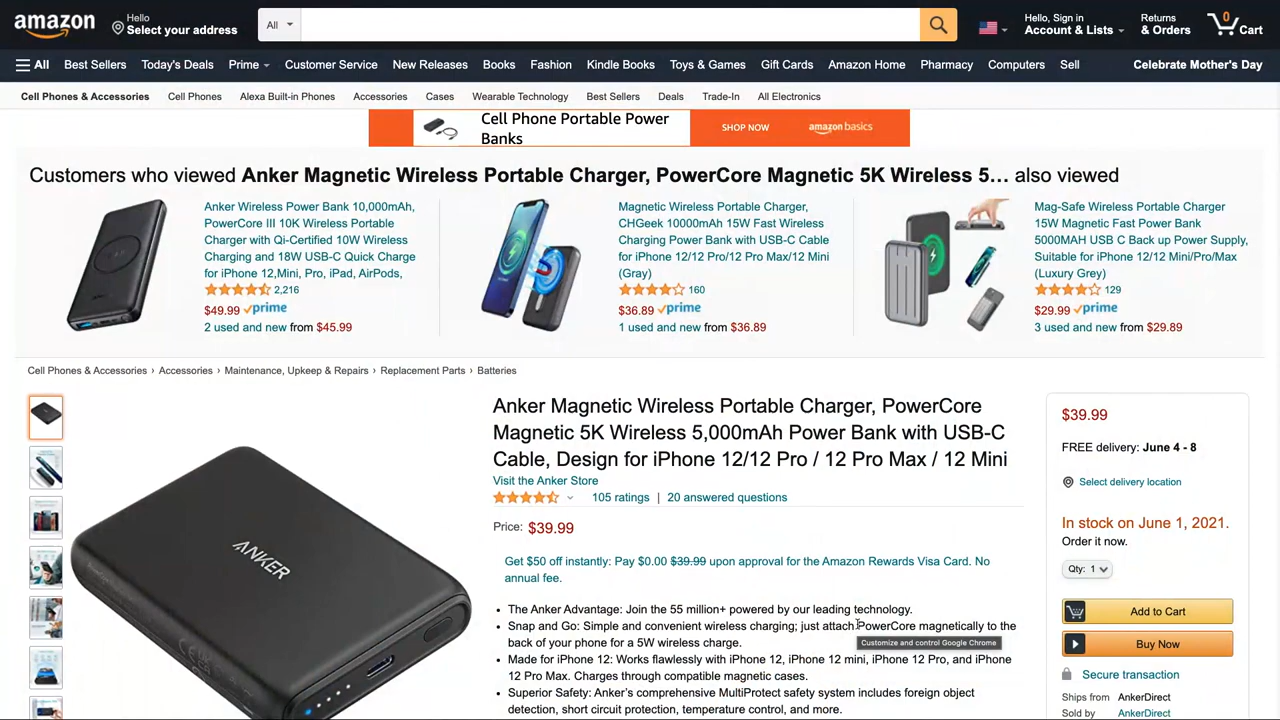 amazon
Hello
Select your address
All
Hello, Sign in
Account & Lists
Returns
& Orders
0
Cart
All
Best Sellers
Today's Deals
Prime
Customer Service
New Releases
Books
Fashion
Kindle Books
Toys & Games
Gift Cards
Amazon Home
Pharmacy
Computers
Sell
Celebrate Mother's Day
Cell Phones & Accessories
Cell Phones
Alexa Built-in Phones
Accessories
Cases
Wearable Technology
Best Sellers
Deals
Trade-In
All Electronics
Cell Phone Portable Power
Banks
SHOP NOW
amazon basics
Customers who viewed Anker Magnetic Wireless Portable Charger, PowerCore Magnetic 5K Wireless 5... also viewed
Anker Wireless Power Bank 10,000mAh,
PowerCore III 10K Wireless Portable
Charger with Qi-Certified 10W Wireless
Charging and 18W USB-C Quick Charge
for iPhone 12,Mini, Pro, iPad, AirPods,
2,216
$49.99 prime
2 used and new from $45.99
Magnetic Wireless Portable Charger,
CHGeek 10000mAh 15W Fast Wireless
Charging Power Bank with USB-C Cable
for iPhone 12/12 Pro/12 Pro Max/12 Mini
(Gray)
160
$36.89 prime
1 used and new from $36.89
Mag-Safe Wireless Portable Charger
15W Magnetic Fast Power Bank
5000MAH USB C Back up Power Supply,
Suitable for iPhone 12/12 Mini/Pro/Max
(Luxury Grey)
129
$29.99 prime
3 used and new from $29.89
Cell Phones & Accessories › Accessories › Maintenance, Upkeep & Repairs › Replacement Parts › Batteries
ANKER
Anker Magnetic Wireless Portable Charger, PowerCore
Magnetic 5K Wireless 5,000mAh Power Bank with USB-C
Cable, Design for iPhone 12/12 Pro / 12 Pro Max / 12 Mini
Visit the Anker Store
105 ratings | 20 answered questions
Price: $39.99
Get $50 off instantly: Pay $0.00 $39.99 upon approval for the Amazon Rewards Visa Card. No
annual fee.
• The Anker Advantage: Join the 55 million+ powered by our leading technology.
• Snap and Go: Simple and convenient wireless charging; just attach PowerCore magnetically to the
back of your phone for a 5W wireless charge.
Customize and control Google Chrome
• Made for iPhone 12: Works flawlessly with iPhone 12, iPhone 12 mini, iPhone 12 Pro, and iPhone
12 Pro Max. Charges through compatible magnetic cases.
• Superior Safety: Anker's comprehensive MultiProtect safety system includes foreign object
detection, short circuit protection, temperature control, and more.
$39.99
FREE delivery: June 4 - 8
Select delivery location
In stock on June 1, 2021.
Order it now.
Qty: 1
Add to Cart
Buy Now
Secure transaction
Ships from AnkerDirect
Sold by AnkerDirect